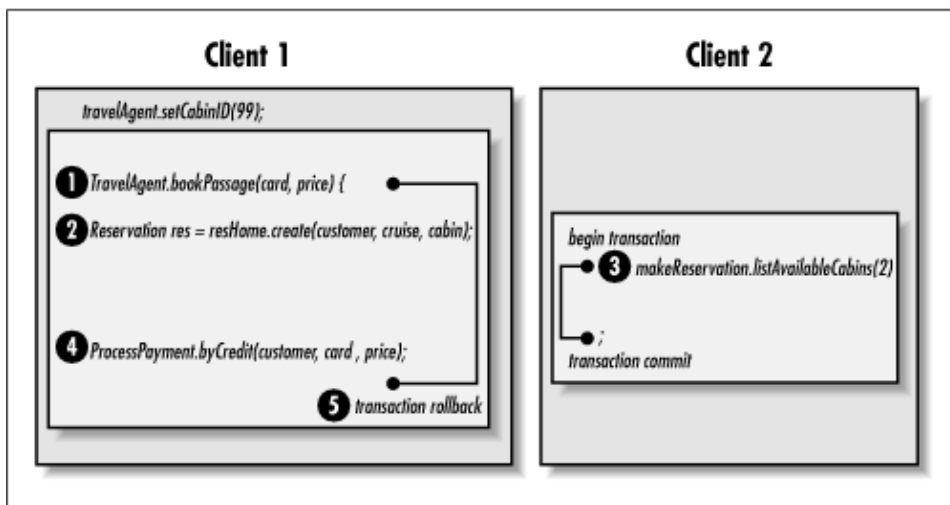 Client 1
travelAgent.setCabinID(99);
1 TravelAgent.bookPassage(card, price) {
2 Reservation res = resHome.create(customer, cruise, cabin);
4 ProcessPayment.byCredit(customer, card , price);
5 transaction rollback
Client 2
begin transaction
3 makeReservation.listAvailableCabins(2)
;
transaction commit